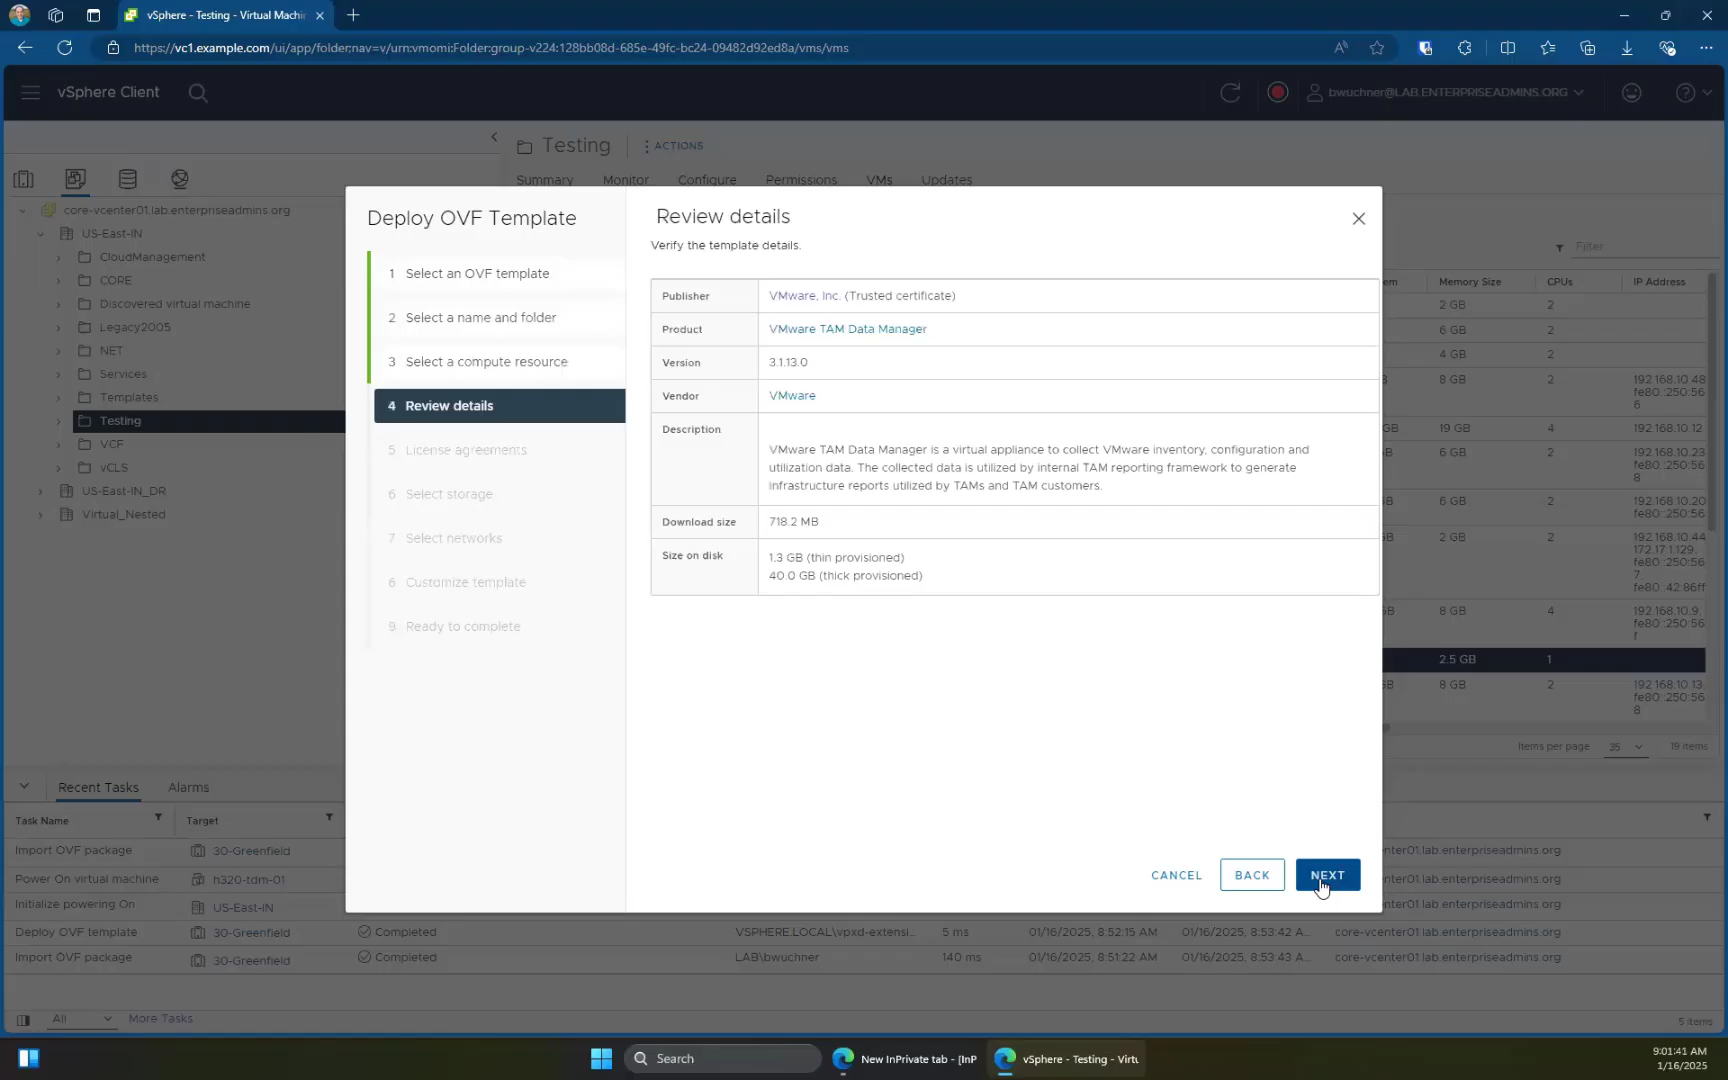 vSphere - Testing - Virtual Machin
https://vc1.example.com/ui/app/folder;nav=v/urn:vmomi:Folder:group-v224:128bb08d-685e-49fc-bc24-09482d92ed8a/vms/vms
vSphere Client
bwuchner@LAB.ENTERPRISEADMINS.ORG
Testing
ACTIONS
Summary
Monitor
Configure
Permissions
VMs
Updates
core-vcenter01.lab.enterpriseadmins.org
US-East-IN
CloudManagement
CORE
Discovered virtual machine
Legacy2005
NET
Services
Templates
Testing
VCF
vCLS
US-East-IN_DR
Virtual_Nested
Deploy OVF Template
1 Select an OVF template
2 Select a name and folder
3 Select a compute resource
4 Review details
5 License agreements
6 Select storage
7 Select networks
6 Customize template
9 Ready to complete
Review details
Verify the template details.
Publisher VMware, Inc. (Trusted certificate)
Product VMware TAM Data Manager
Version 3.1.13.0
Vendor VMware
Description
VMware TAM Data Manager is a virtual appliance to collect VMware inventory, configuration and
utilization data. The collected data is utilized by internal TAM reporting framework to generate
infrastructure reports utilized by TAMs and TAM customers.
Download size 718.2 MB
Size on disk 1.3 GB (thin provisioned)
40.0 GB (thick provisioned)
CANCEL
BACK
NEXT
Filter
em Memory Size CPUs IP Address
2 GB 2
6 GB 2
4 GB 2
8 GB 2 192.168.10.48
fe80::250:56
6
GB 19 GB 4 192.168.10.12
6 GB 2 192.168.10.23
fe80::250:56
8
6 GB 2 192.168.10.20
fe80::250:56
2 GB 2 192.168.10.44
172.17.1.129,
fe80::250:56
7,
fe80::42:86ff
8 GB 4 192.168.10.9,
fe80::250:56
f
2.5 GB 1
8 GB 2 192.168.10.13
fe80::250:56
8
Items per page 35 19 items
Recent Tasks
Alarms
Task Name Target
Import OVF package 30-Greenfield nter01.lab.enterpriseadmins.org
Power On virtual machine h320-tdm-01 nter01.lab.enterpriseadmins.org
Initialize powering On US-East-IN nter01.lab.enterpriseadmins.org
Deploy OVF template 30-Greenfield Completed VSPHERE.LOCAL\vpxd-extensi... 5 ms 01/16/2025, 8:52:15 AM 01/16/2025, 8:53:42 A... core-vcenter01.lab.enterpriseadmins.org
Import OVF package 30-Greenfield Completed LAB\bwuchner 140 ms 01/16/2025, 8:51:22 AM 01/16/2025, 8:53:43 A... core-vcenter01.lab.enterpriseadmins.org
All More Tasks 5 items
Search
New InPrivate tab - [InP
vSphere - Testing - Virtu
9:01:41 AM
1/16/2025